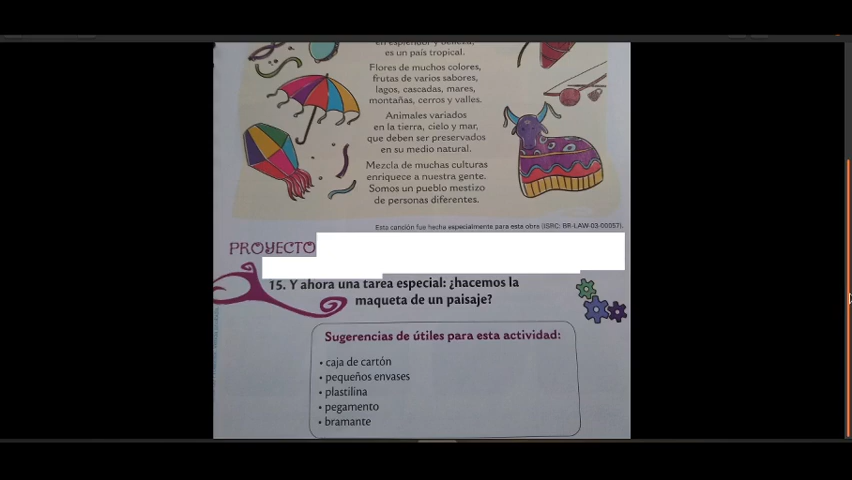 en esplendor y belleza,
es un país tropical.
Flores de muchos colores,
frutas de varios sabores,
lagos, cascadas, mares,
montañas, cerros y valles.
Animales variados
en la tierra, cielo y mar,
que deben ser preservados
en su medio natural.
Mezcla de muchas culturas
enriquece a nuestra gente.
Somos un pueblo mestizo
de personas diferentes.
Esta canción fue hecha especialmente para esta obra (ISRC: BR-LAW-03-00057).
PROYECTO
15. Y ahora una tarea especial: ¿hacemos la
maqueta de un paisaje?
Sugerencias de útiles para esta actividad:
• caja de cartón
• pequeños envases
• plastilina
• pegamento
• bramante